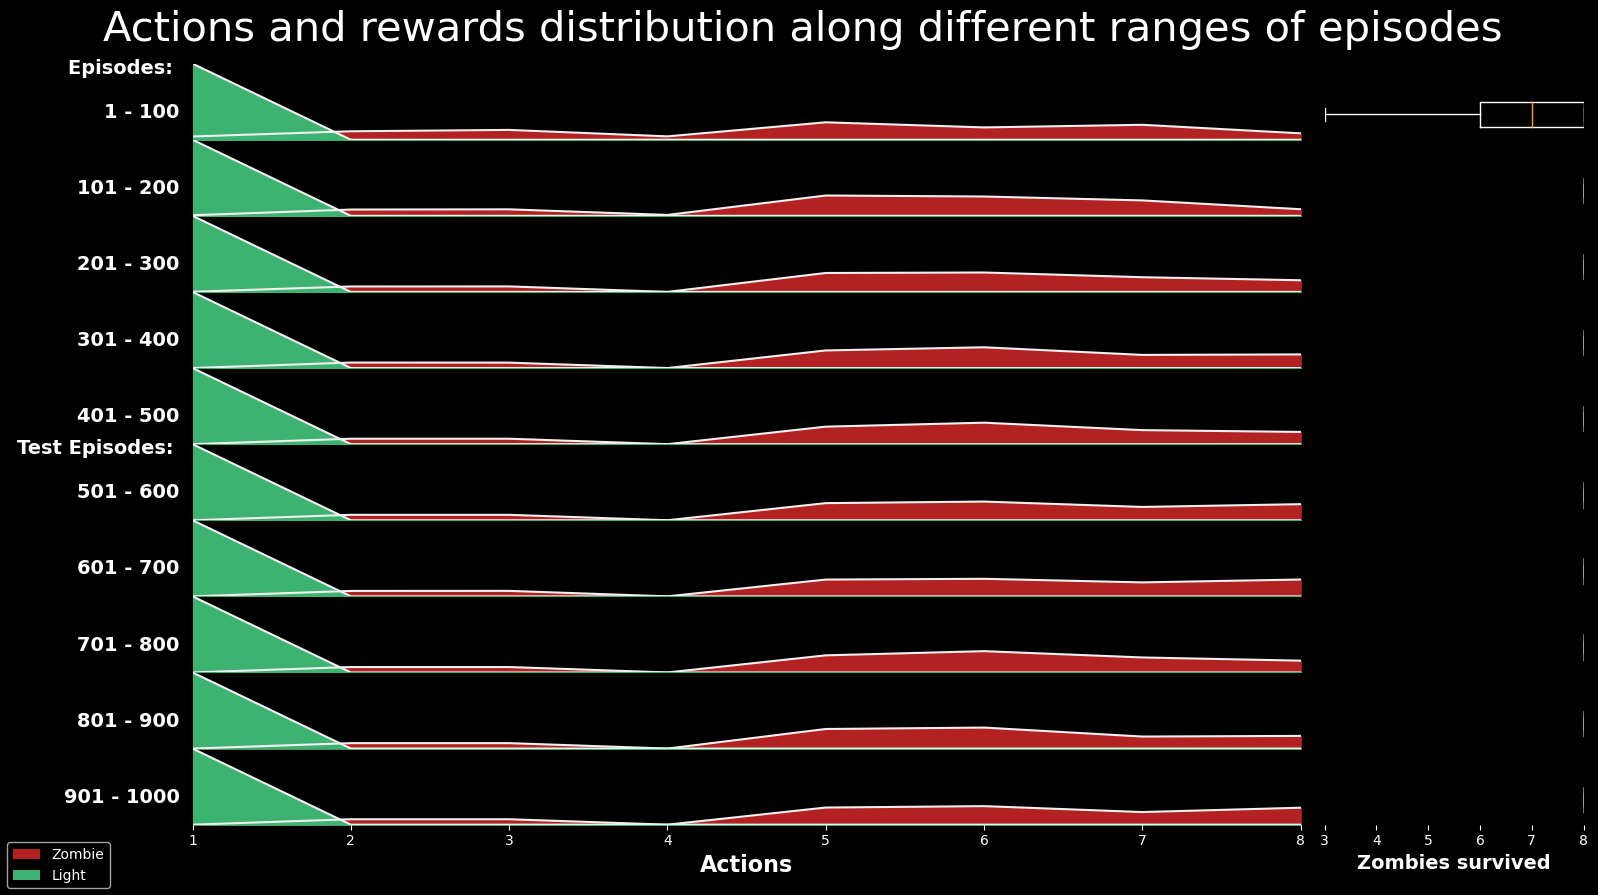 Actions and rewards distribution along different ranges of episodes
Episodes:
1 - 100
101 - 200
201 - 300
301 - 400
401 - 500
Test Episodes:
501 - 600
601 - 700
701 - 800
801 - 900
901 - 1000
1 2 3 4 5 6 7 8
3 4 5 6 7 8
Actions
Zombies survived
Zombie
Light